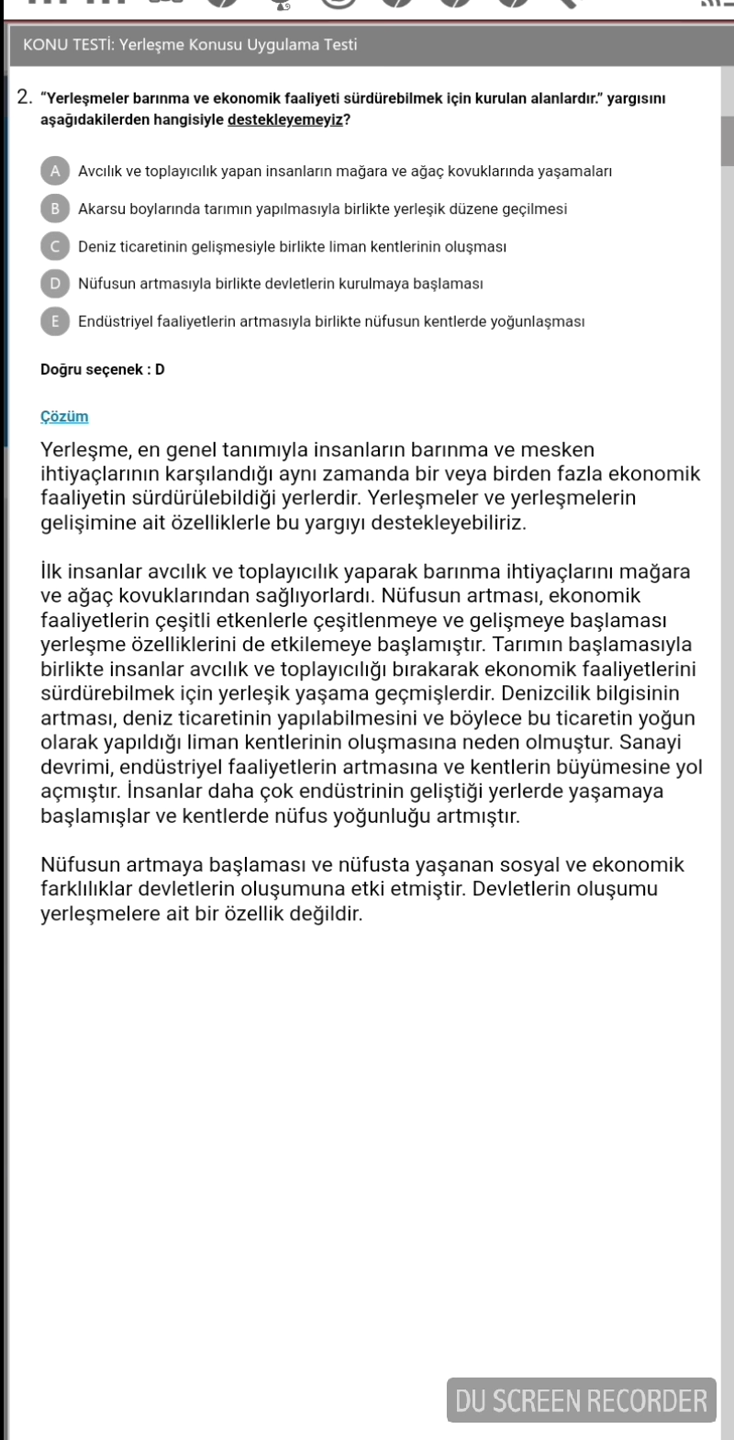 KONU TESTİ: Yerleşme Konusu Uygulama Testi
2. “Yerleşmeler barınma ve ekonomik faaliyeti sürdürebilmek için kurulan alanlardır.” yargısını
aşağıdakilerden hangisiyle destekleyemeyiz?
A Avcılık ve toplayıcılık yapan insanların mağara ve ağaç kovuklarında yaşamaları
B Akarsu boylarında tarımın yapılmasıyla birlikte yerleşik düzene geçilmesi
C Deniz ticaretinin gelişmesiyle birlikte liman kentlerinin oluşması
D Nüfusun artmasıyla birlikte devletlerin kurulmaya başlaması
E Endüstriyel faaliyetlerin artmasıyla birlikte nüfusun kentlerde yoğunlaşması
Doğru seçenek : D
Çözüm
Yerleşme, en genel tanımıyla insanların barınma ve mesken
ihtiyaçlarının karşılandığı aynı zamanda bir veya birden fazla ekonomik
faaliyetin sürdürülebildiği yerlerdir. Yerleşmeler ve yerleşmelerin
gelişimine ait özelliklerle bu yargıyı destekleyebiliriz.
İlk insanlar avcılık ve toplayıcılık yaparak barınma ihtiyaçlarını mağara
ve ağaç kovuklarından sağlıyorlardı. Nüfusun artması, ekonomik
faaliyetlerin çeşitli etkenlerle çeşitlenmeye ve gelişmeye başlaması
yerleşme özelliklerini de etkilemeye başlamıştır. Tarımın başlamasıyla
birlikte insanlar avcılık ve toplayıcılığı bırakarak ekonomik faaliyetlerini
sürdürebilmek için yerleşik yaşama geçmişlerdir. Denizcilik bilgisinin
artması, deniz ticaretinin yapılabilmesini ve böylece bu ticaretin yoğun
olarak yapıldığı liman kentlerinin oluşmasına neden olmuştur. Sanayi
devrimi, endüstriyel faaliyetlerin artmasına ve kentlerin büyümesine yol
açmıştır. İnsanlar daha çok endüstrinin geliştiği yerlerde yaşamaya
başlamışlar ve kentlerde nüfus yoğunluğu artmıştır.
Nüfusun artmaya başlaması ve nüfusta yaşanan sosyal ve ekonomik
farklılıklar devletlerin oluşumuna etki etmiştir. Devletlerin oluşumu
yerleşmelere ait bir özellik değildir.
DU SCREEN RECORDER